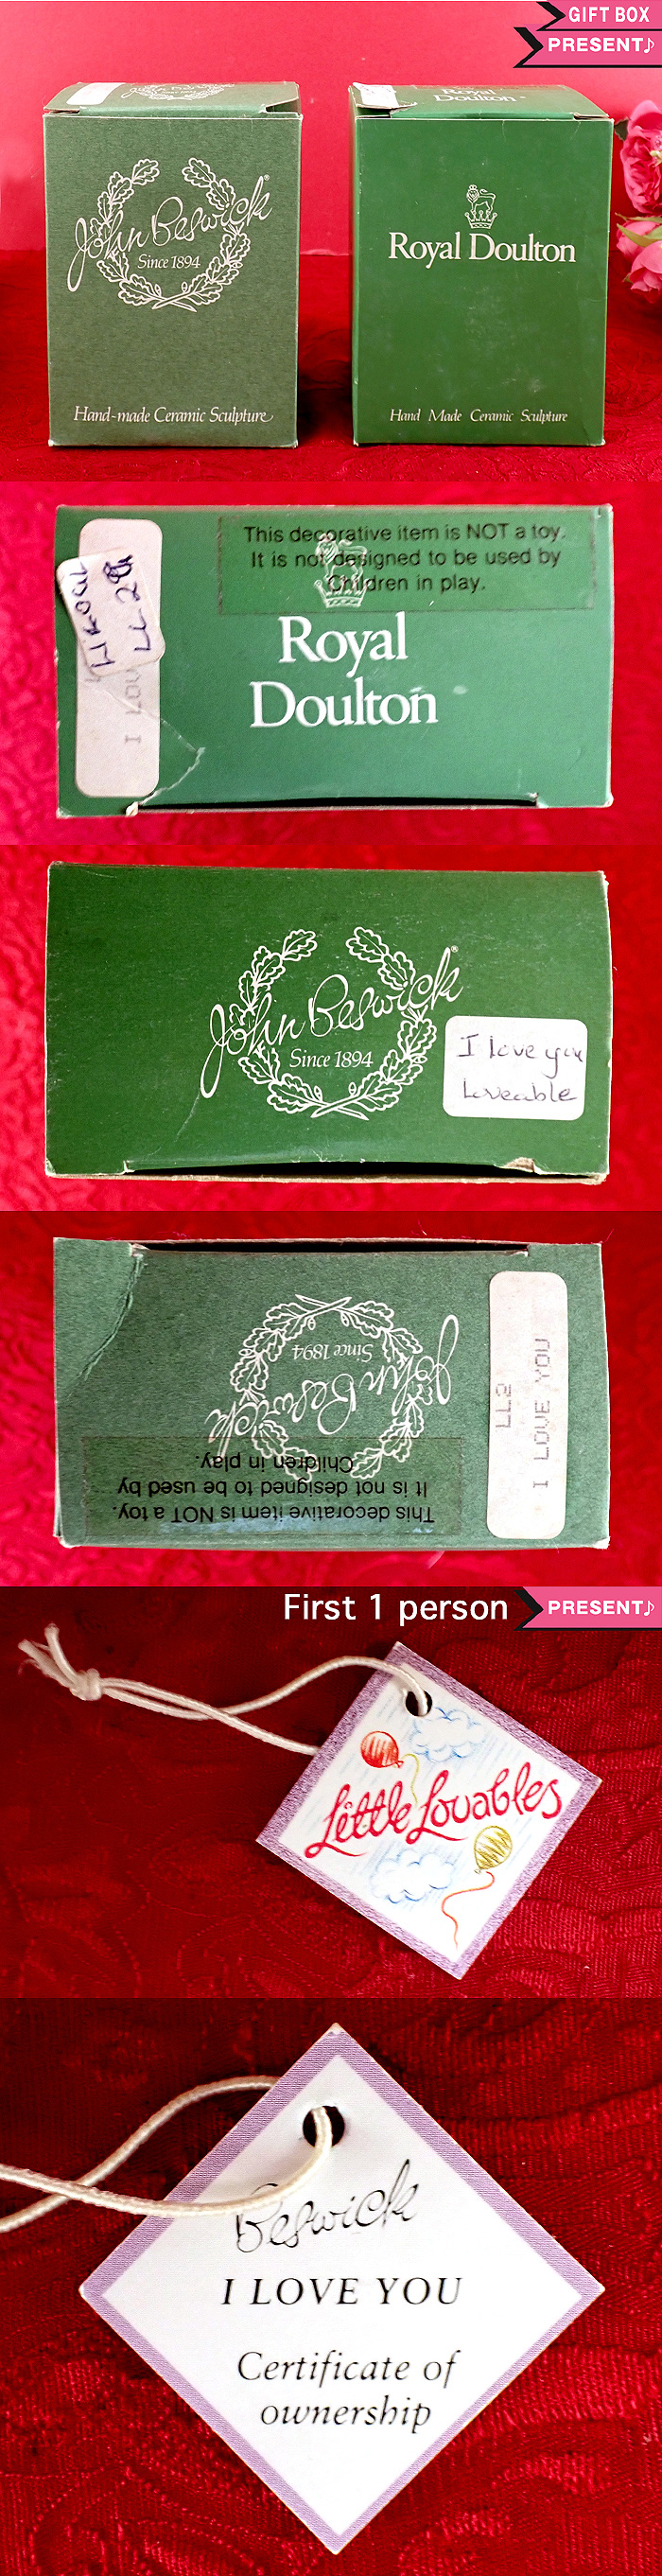 GIFT BOX
PRESENT♪
John Beswick®
Since 1894
Hand-made Ceramic Sculpture
Royal
Doulton
Royal Doulton
Hand Made Ceramic Sculpture
This decorative item is NOT a toy.
It is not designed to be used by
Children in play.
I LOV
Royal
Doulton
John Beswick®
Since 1894
I love you
Loveable
LL2
I LOVE YOU
John Beswick
Since 1894
This decorative item is NOT a toy.
It is not designed to be used by
Children in play.
First 1 person
PRESENT♪
Little Lovables
Beswick
I LOVE YOU
Certificate of
ownership